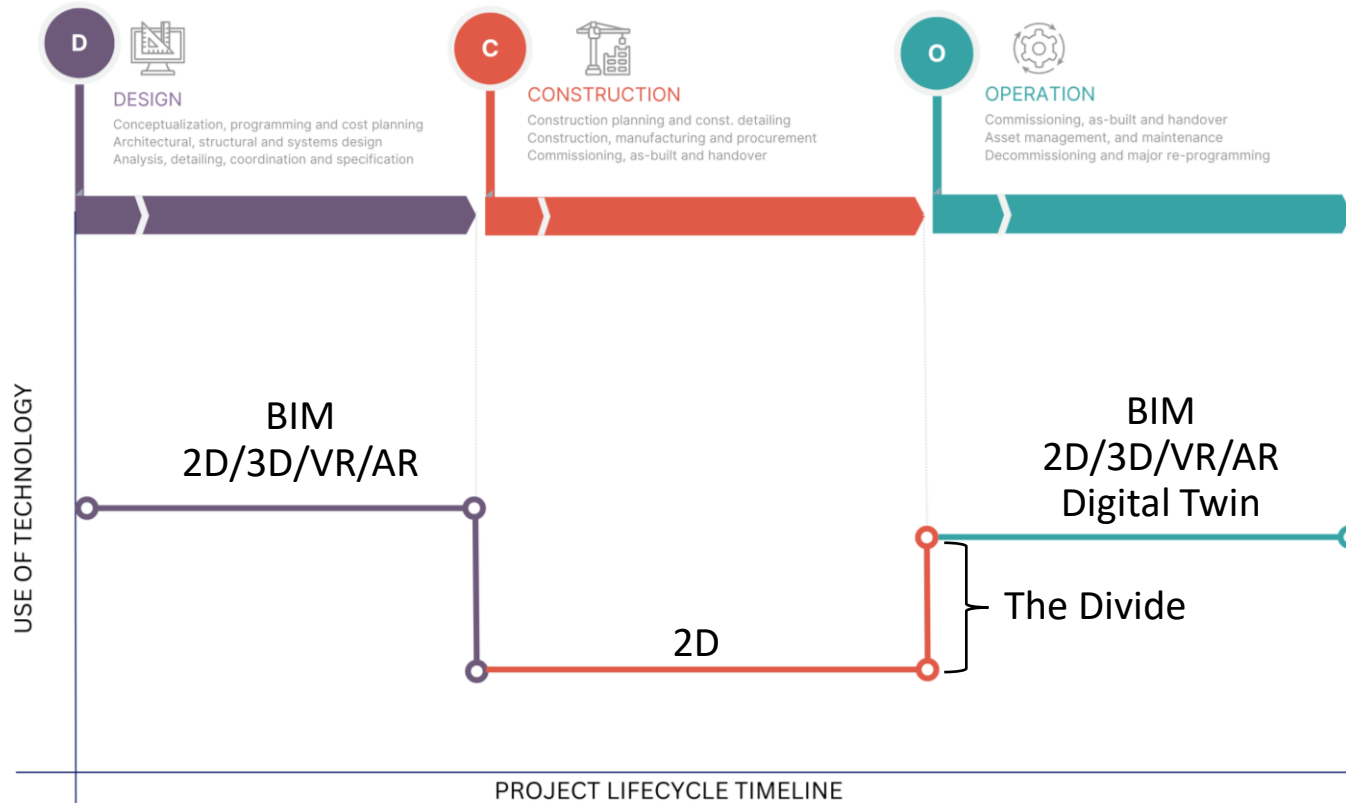 D
DESIGN
Conceptualization, programming and cost planning
Architectural, structural and systems design
Analysis, detailing, coordination and specification
C
CONSTRUCTION
Construction planning and const. detailing
Construction, manufacturing and procurement
Commissioning, as-built and handover
O
OPERATION
Commissioning, as-built and handover
Asset management, and maintenance
Decommissioning and major re-programming
USE OF TECHNOLOGY
BIM
2D/3D/VR/AR
2D
BIM
2D/3D/VR/AR
Digital Twin
The Divide
PROJECT LIFECYCLE TIMELINE